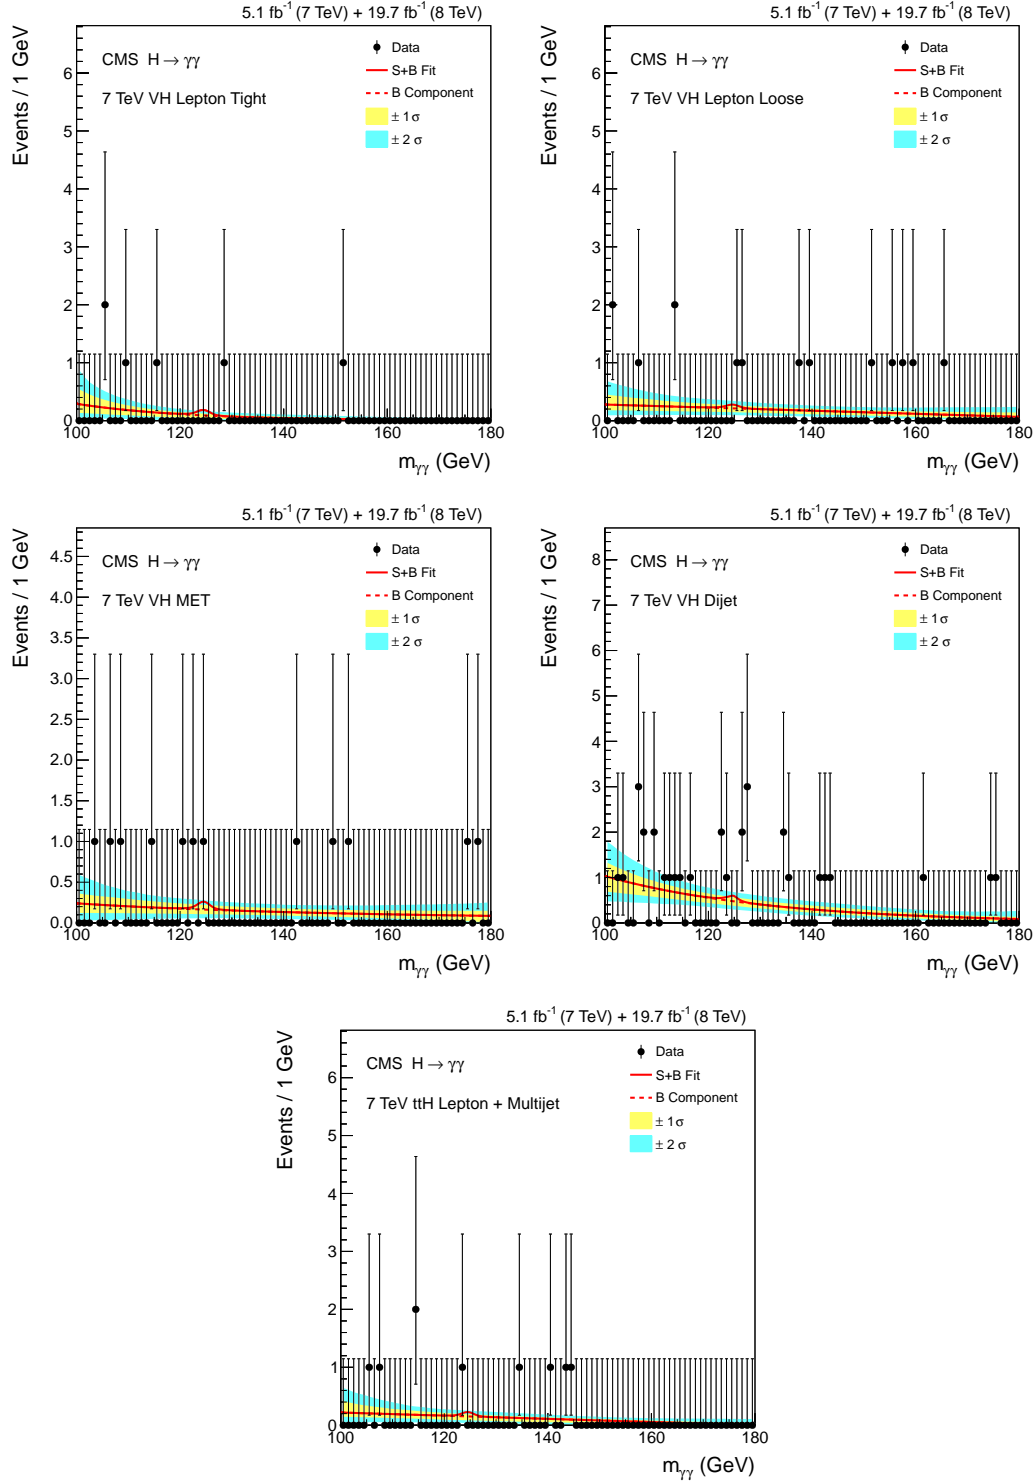 5.1 fb⁻¹ (7 TeV) + 19.7 fb⁻¹ (8 TeV)
Events / 1 GeV
CMS H → γγ
7 TeV VH Lepton Tight
Data
S+B Fit
B Component
± 1 σ
± 2 σ
6
5
4
3
2
1
0
100 120 140 160 180
m_γγ (GeV)
5.1 fb⁻¹ (7 TeV) + 19.7 fb⁻¹ (8 TeV)
Events / 1 GeV
CMS H → γγ
7 TeV VH Lepton Loose
Data
S+B Fit
B Component
± 1 σ
± 2 σ
6
5
4
3
2
1
0
100 120 140 160 180
m_γγ (GeV)
5.1 fb⁻¹ (7 TeV) + 19.7 fb⁻¹ (8 TeV)
Events / 1 GeV
CMS H → γγ
7 TeV VH MET
Data
S+B Fit
B Component
± 1 σ
± 2 σ
4.5
4.0
3.5
3.0
2.5
2.0
1.5
1.0
0.5
0.0
100 120 140 160 180
m_γγ (GeV)
5.1 fb⁻¹ (7 TeV) + 19.7 fb⁻¹ (8 TeV)
Events / 1 GeV
CMS H → γγ
7 TeV VH Dijet
Data
S+B Fit
B Component
± 1 σ
± 2 σ
8
7
6
5
4
3
2
1
0
100 120 140 160 180
m_γγ (GeV)
5.1 fb⁻¹ (7 TeV) + 19.7 fb⁻¹ (8 TeV)
Events / 1 GeV
CMS H → γγ
7 TeV ttH Lepton + Multijet
Data
S+B Fit
B Component
± 1 σ
± 2 σ
6
5
4
3
2
1
0
100 120 140 160 180
m_γγ (GeV)